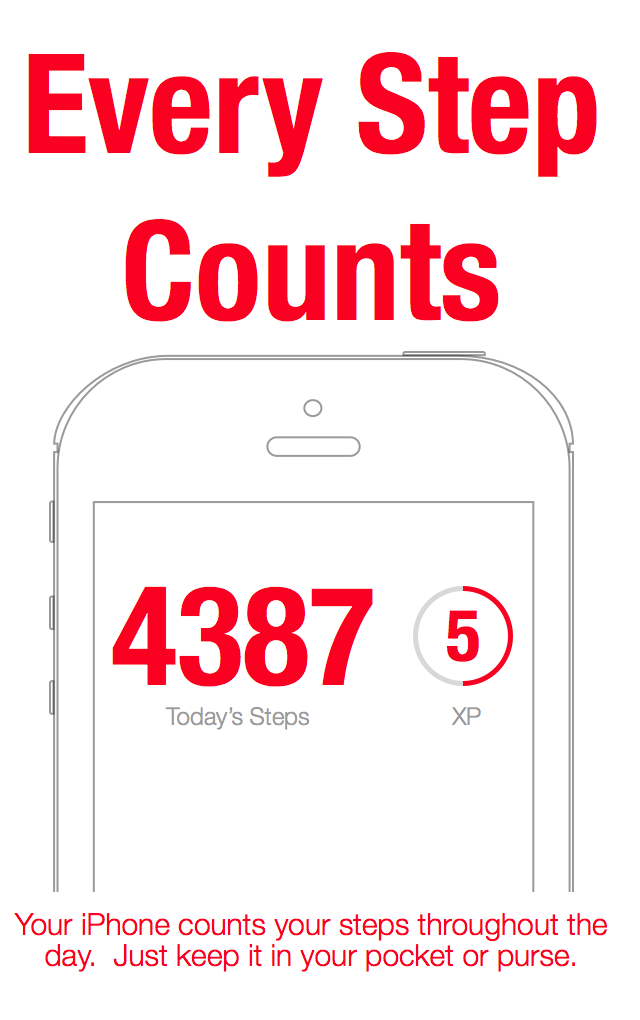 Every Step
Counts
4387
5
Today's Steps
XP
Your iPhone counts your steps throughout the
day.  Just keep it in your pocket or purse.